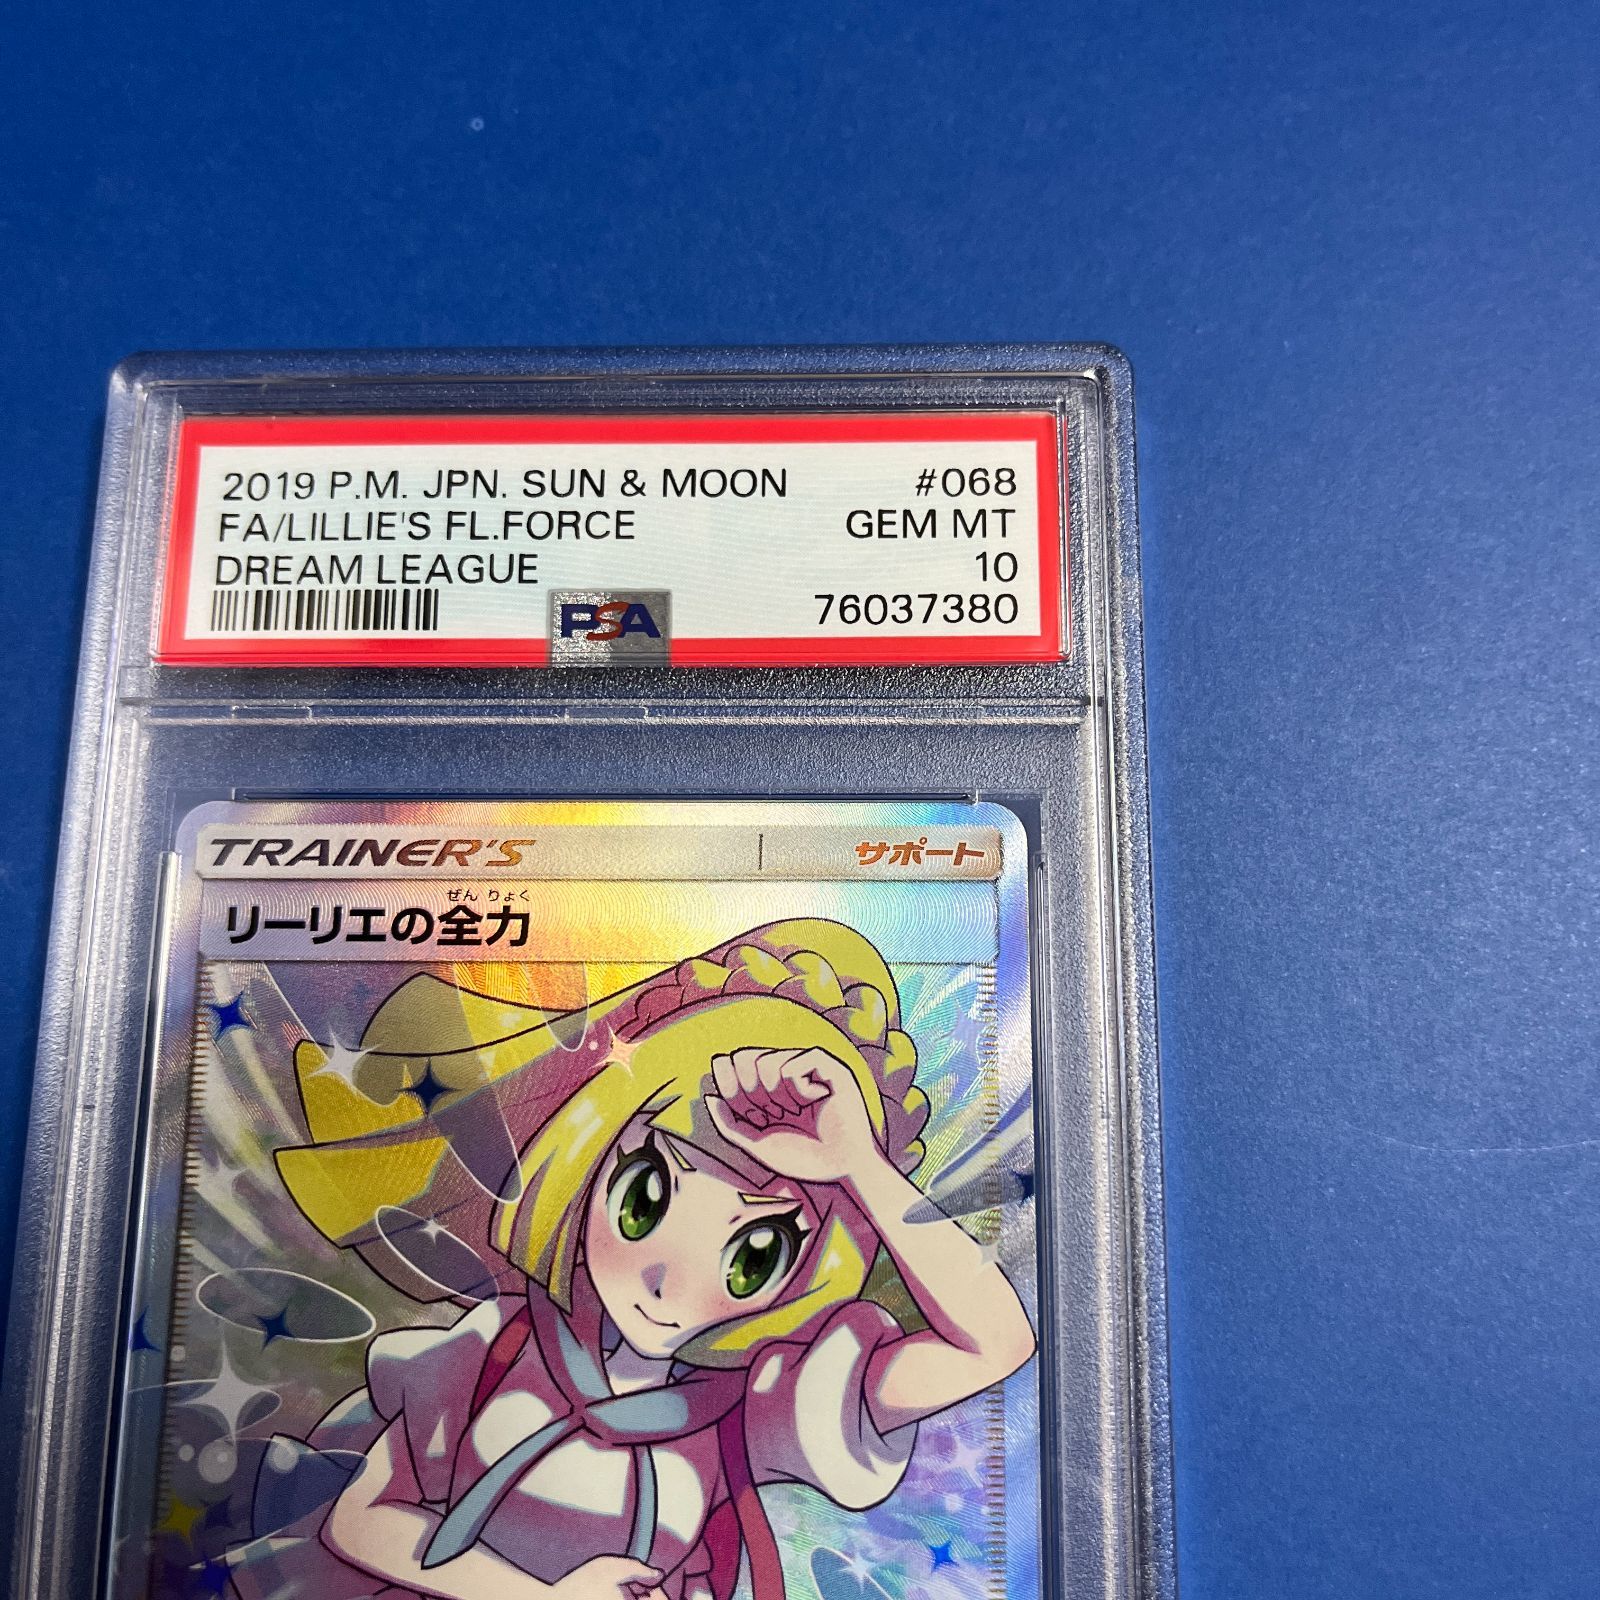 2019 P.M. JPN. SUN & MOON #068
FA/LILLIE'S FL.FORCE GEM MT
DREAM LEAGUE 10
PSA 76037380
TRAINER'S サポート
ぜん りょく
リーリエの全力